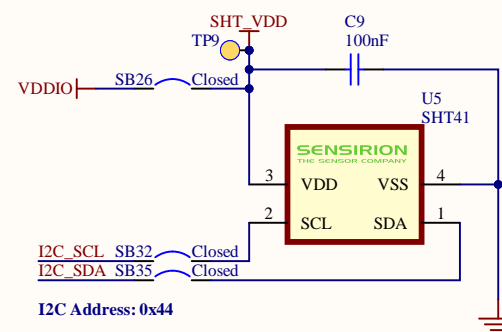 SHT_VDD
C9
TP9
100nF
VDDIO
SB26
Closed
U5
SHT41
SENSIRION
THE SENSOR COMPANY
3
VDD
VSS
4
2
SCL
SDA
1
I2C_SCL
SB32
Closed
I2C_SDA
SB35
Closed
I2C Address: 0x44